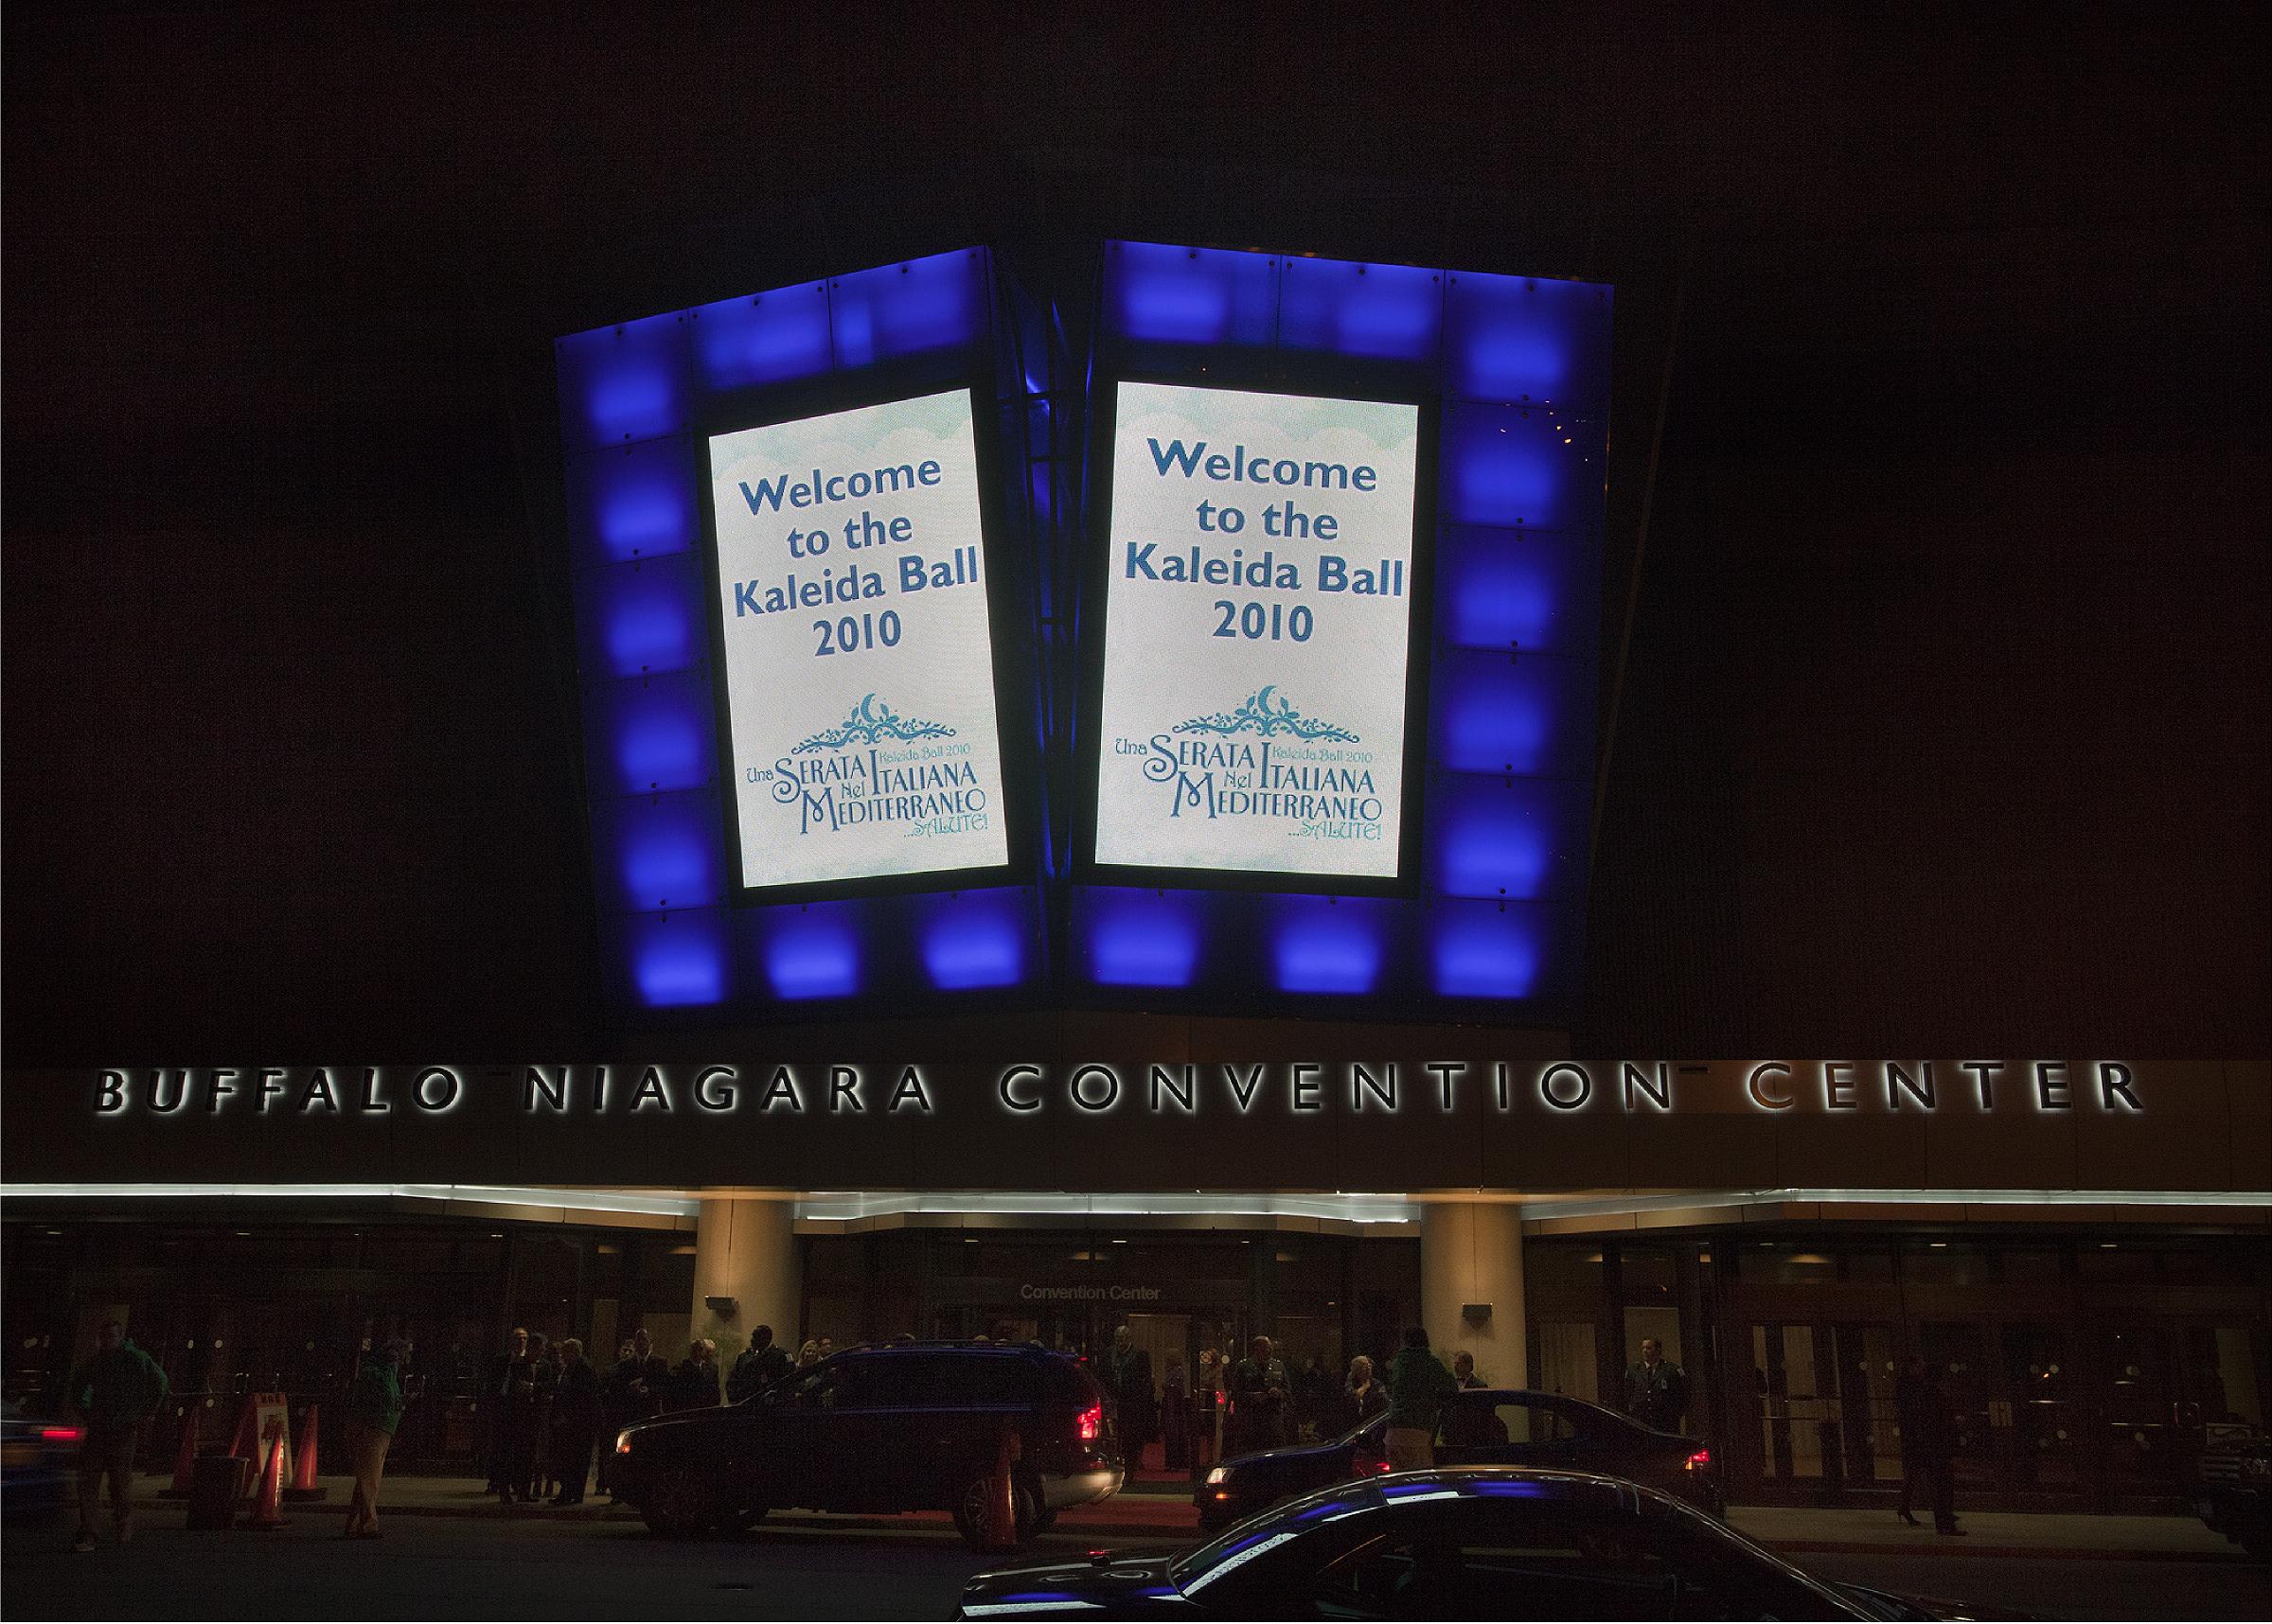 Welcome
to the
Kaleida Ball
2010
Kaleida Ball 2010
Una SERATA ITALIANA
Nel
MEDITERRANEO
...SALUTE!
Welcome
to the
Kaleida Ball
2010
Kaleida Ball 2010
Una SERATA ITALIANA
Nel
MEDITERRANEO
...SALUTE!
BUFFALO NIAGARA CONVENTION CENTER
Convention Center